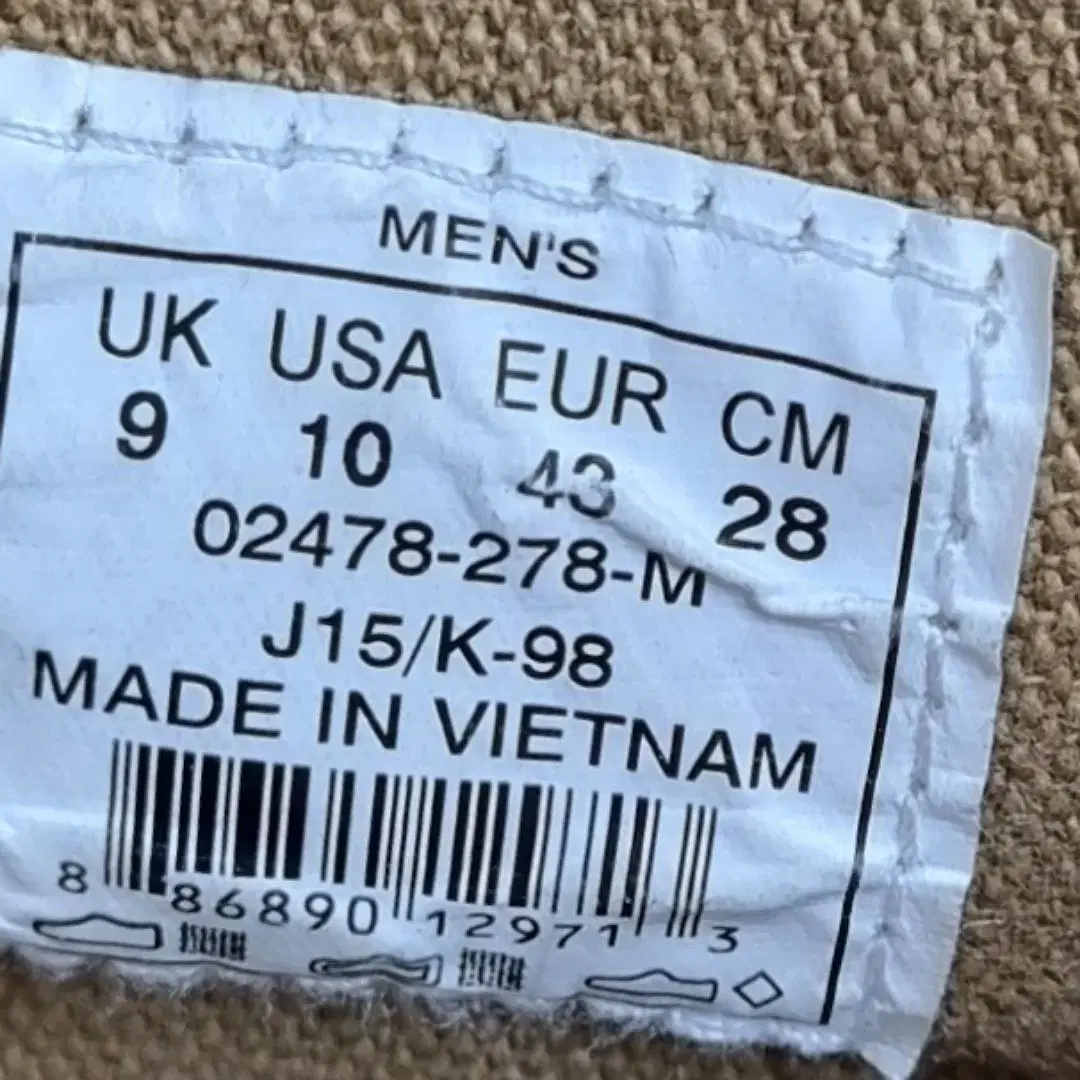 MEN'S
UK USA EUR CM
9 10 43 28
02478-278-M
J15/K-98
MADE IN VIETNAM
8 86890 12971 3